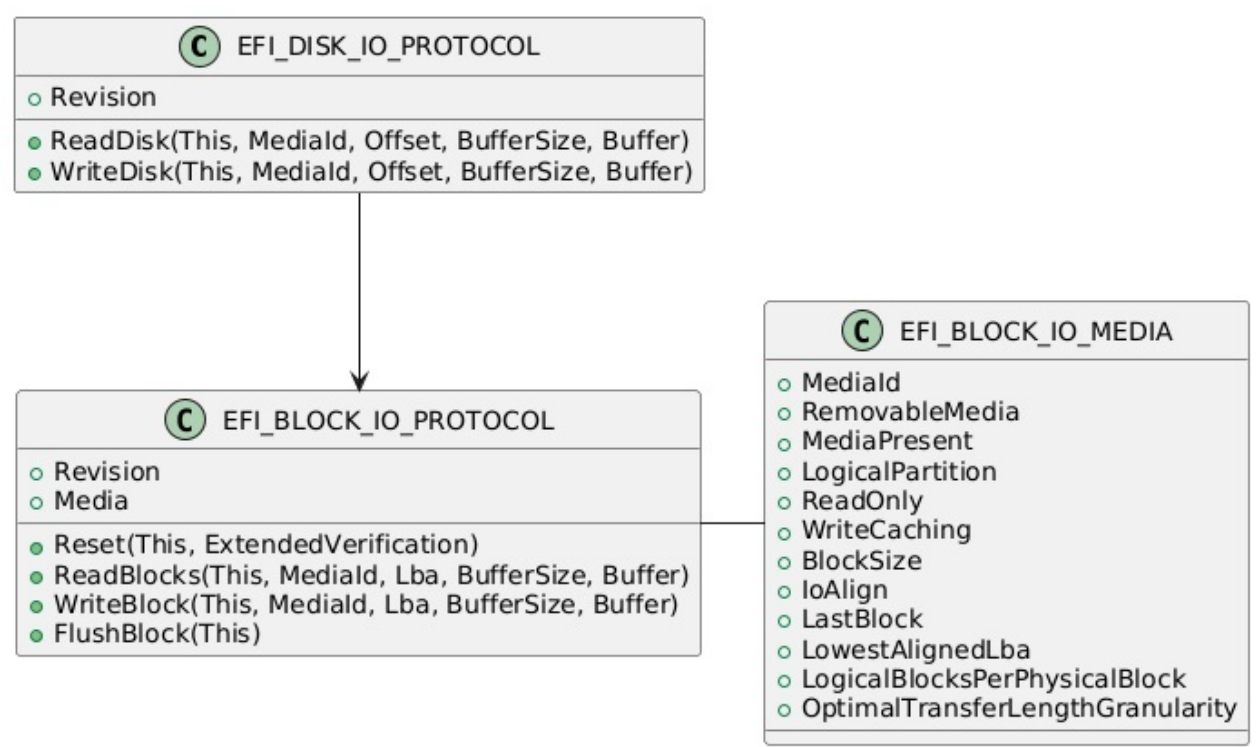 C EFI_DISK_IO_PROTOCOL
Revision
ReadDisk(This, MediaId, Offset, BufferSize, Buffer)
WriteDisk(This, MediaId, Offset, BufferSize, Buffer)
C EFI_BLOCK_IO_PROTOCOL
Revision
Media
Reset(This, ExtendedVerification)
ReadBlocks(This, MediaId, Lba, BufferSize, Buffer)
WriteBlock(This, MediaId, Lba, BufferSize, Buffer)
FlushBlock(This)
C EFI_BLOCK_IO_MEDIA
MediaId
RemovableMedia
MediaPresent
LogicalPartition
ReadOnly
WriteCaching
BlockSize
IoAlign
LastBlock
LowestAlignedLba
LogicalBlocksPerPhysicalBlock
OptimalTransferLengthGranularity